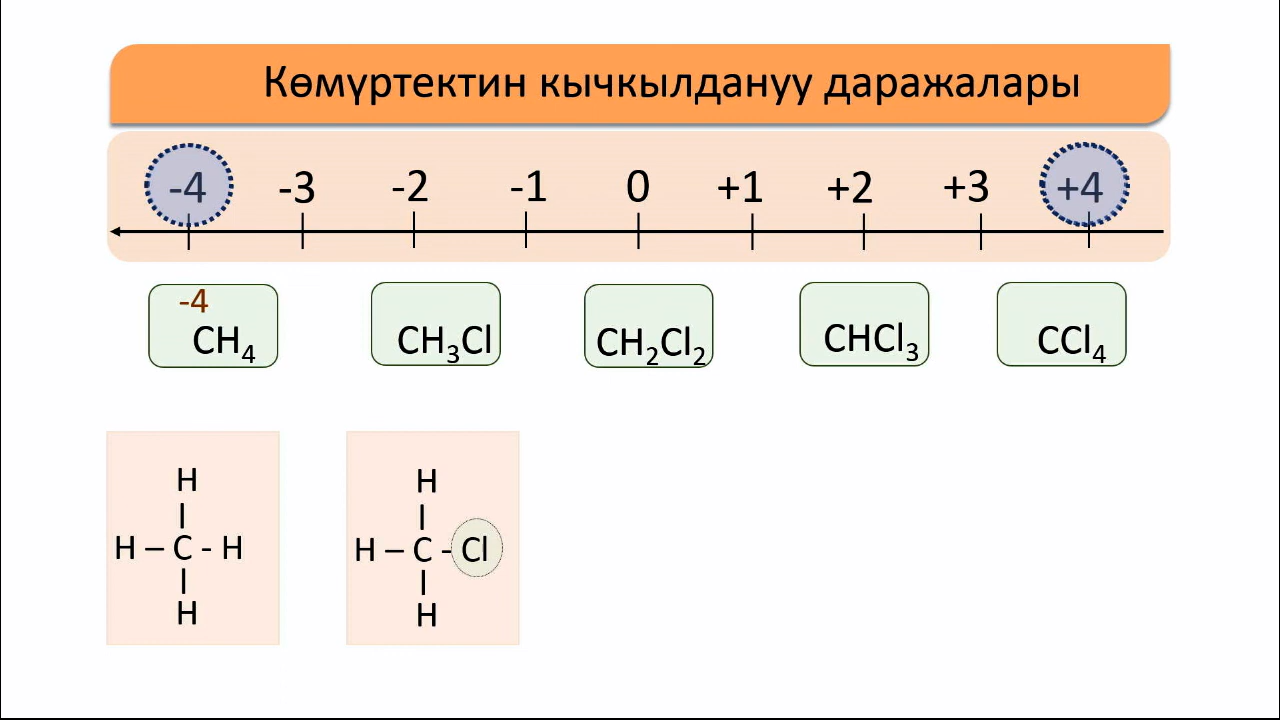 Көмүртектин кычкылдануу даражалары
-4 -3 -2 -1 0 +1 +2 +3 +4
-4
CH₄ CH₃Cl CH₂Cl₂ CHCl₃ CCl₄
H H
H – C - H H – C - Cl
H H